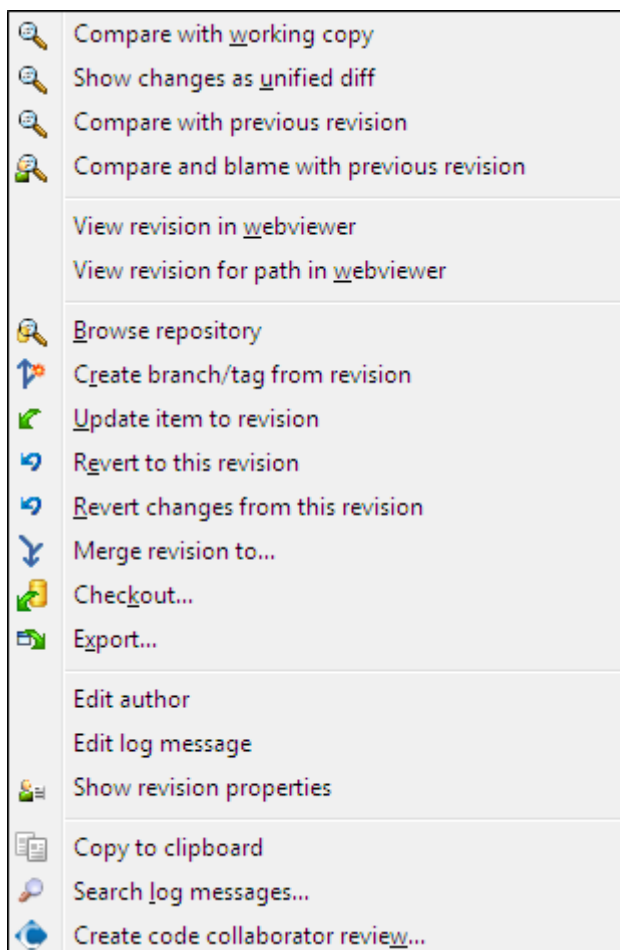 Compare with working copy
Show changes as unified diff
Compare with previous revision
Compare and blame with previous revision
View revision in webviewer
View revision for path in webviewer
Browse repository
Create branch/tag from revision
Update item to revision
Revert to this revision
Revert changes from this revision
Merge revision to...
Checkout...
Export...
Edit author
Edit log message
Show revision properties
Copy to clipboard
Search log messages...
Create code collaborator review...